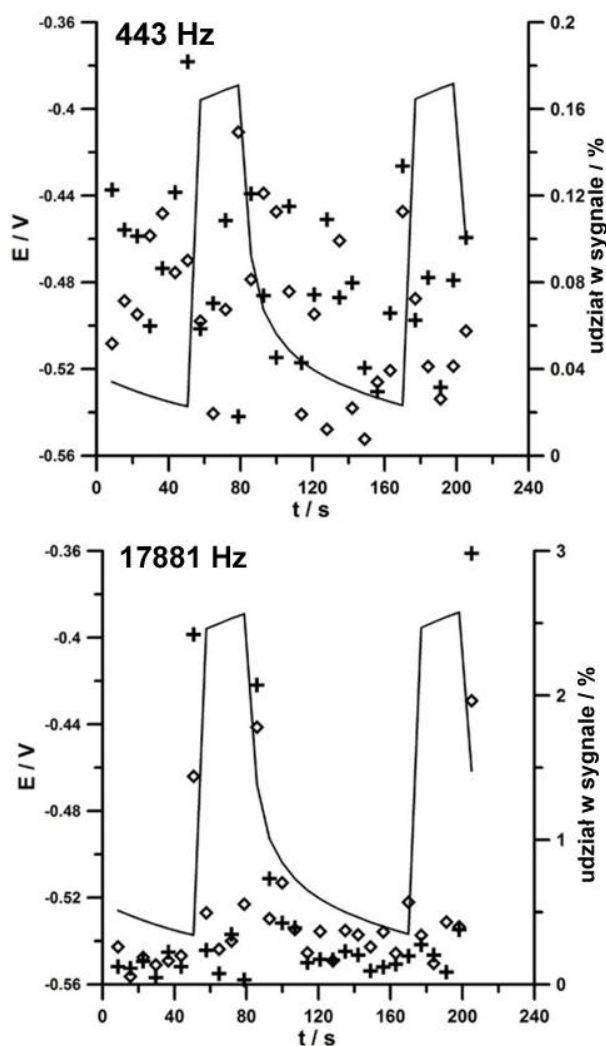 443 Hz
-0.36
-0.4
-0.44
-0.48
-0.52
-0.56
E / V
0.2
0.16
0.12
0.08
0.04
0
udział w sygnale / %
0 40 80 120 160 200 240
t / s
17881 Hz
-0.36
-0.4
-0.44
-0.48
-0.52
-0.56
E / V
3
2
1
0
udział w sygnale / %
0 40 80 120 160 200 240
t / s